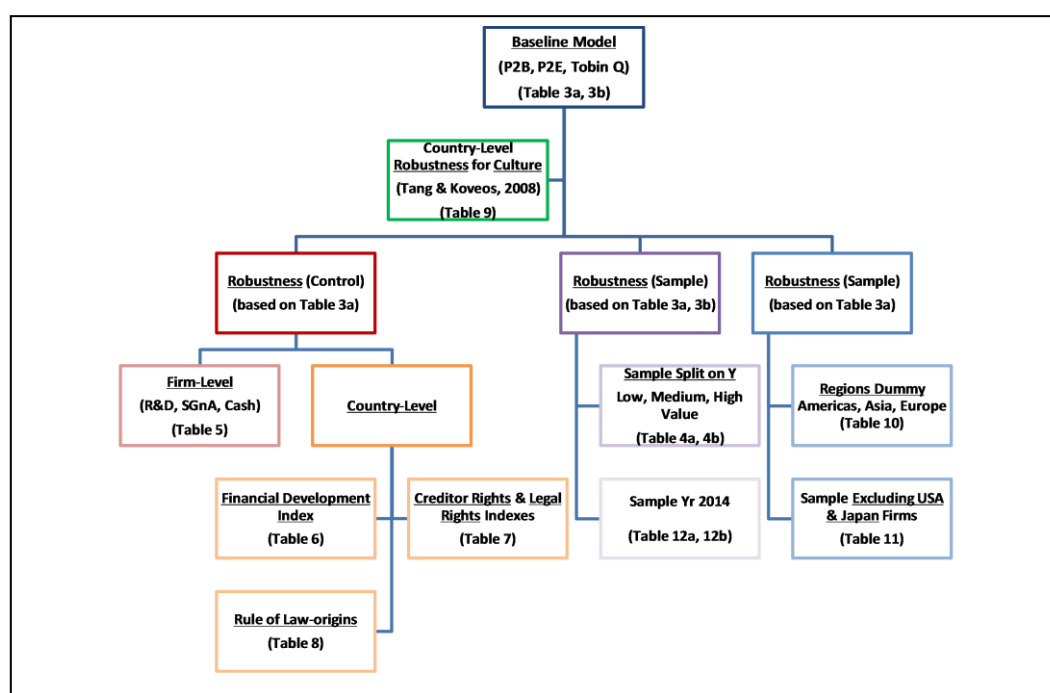 Baseline Model
(P2B, P2E, Tobin Q)
(Table 3a, 3b)
Country-Level
Robustness for Culture
(Tang & Koveos, 2008)
(Table 9)
Robustness (Control)
(based on Table 3a)
Robustness (Sample)
(based on Table 3a, 3b)
Robustness (Sample)
(based on Table 3a)
Firm-Level
(R&D, SGnA, Cash)
(Table 5)
Country-Level
Sample Split on Y
Low, Medium, High
Value
(Table 4a, 4b)
Regions Dummy
Americas, Asia, Europe
(Table 10)
Financial Development
Index
(Table 6)
Creditor Rights & Legal
Rights Indexes
(Table 7)
Sample Yr 2014
(Table 12a, 12b)
Sample Excluding USA
& Japan Firms
(Table 11)
Rule of Law-origins
(Table 8)